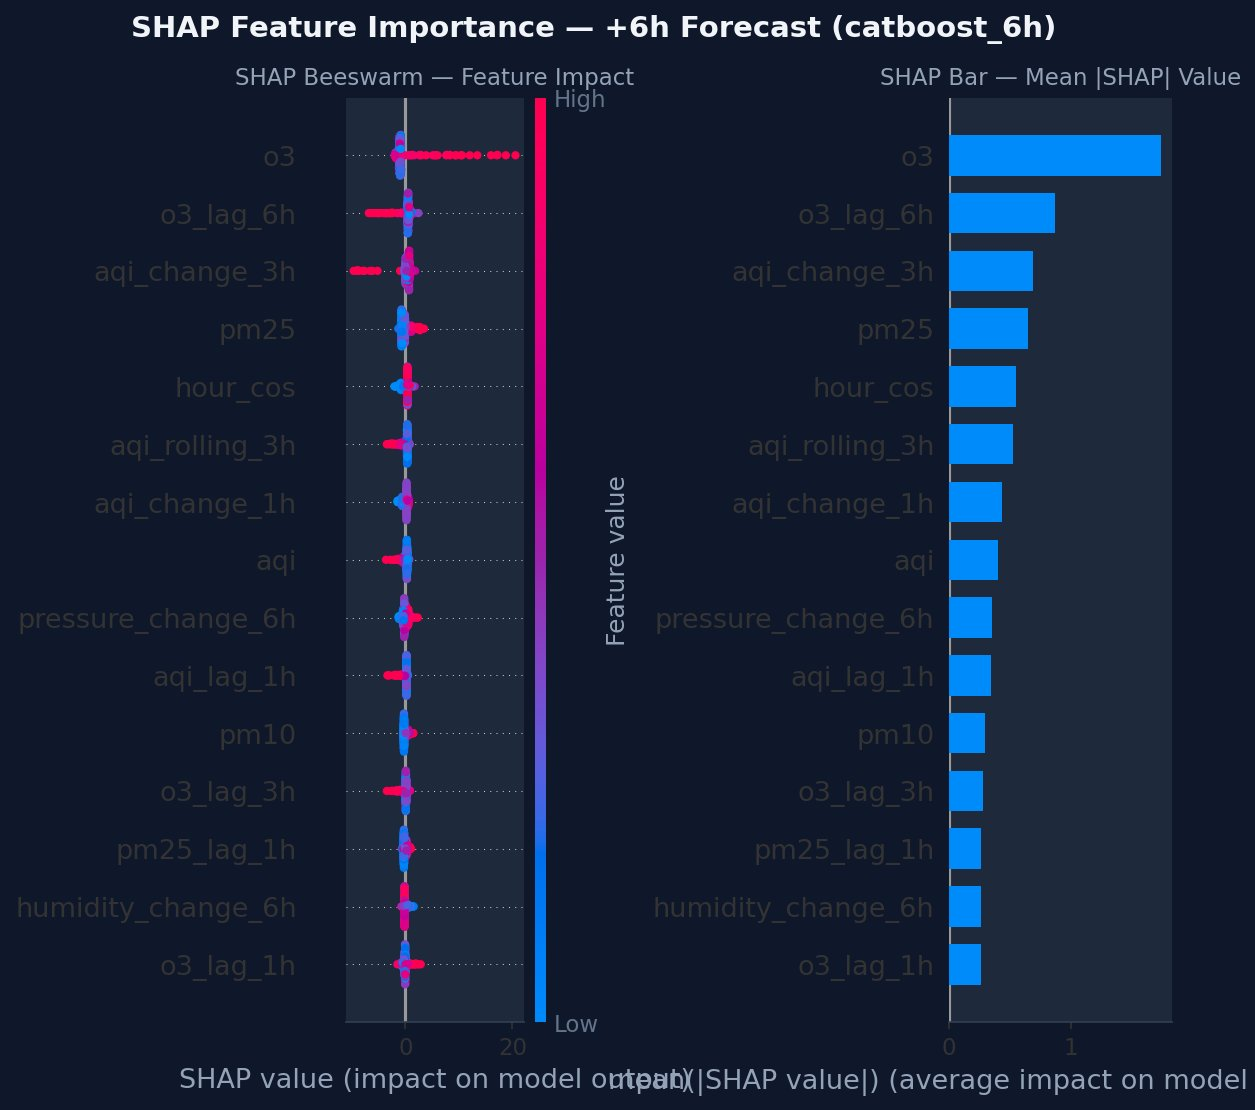 SHAP Feature Importance — +6h Forecast (catboost_6h)
SHAP Beeswarm — Feature Impact
High
o3
o3_lag_6h
aqi_change_3h
pm25
hour_cos
aqi_rolling_3h
aqi_change_1h
aqi
pressure_change_6h
aqi_lag_1h
pm10
o3_lag_3h
pm25_lag_1h
humidity_change_6h
o3_lag_1h
Feature value
Low
0 20
SHAP value (impact on model output)
SHAP Bar — Mean |SHAP| Value
o3
o3_lag_6h
aqi_change_3h
pm25
hour_cos
aqi_rolling_3h
aqi_change_1h
aqi
pressure_change_6h
aqi_lag_1h
pm10
o3_lag_3h
pm25_lag_1h
humidity_change_6h
o3_lag_1h
0 1
mean(|SHAP value|) (average impact on model